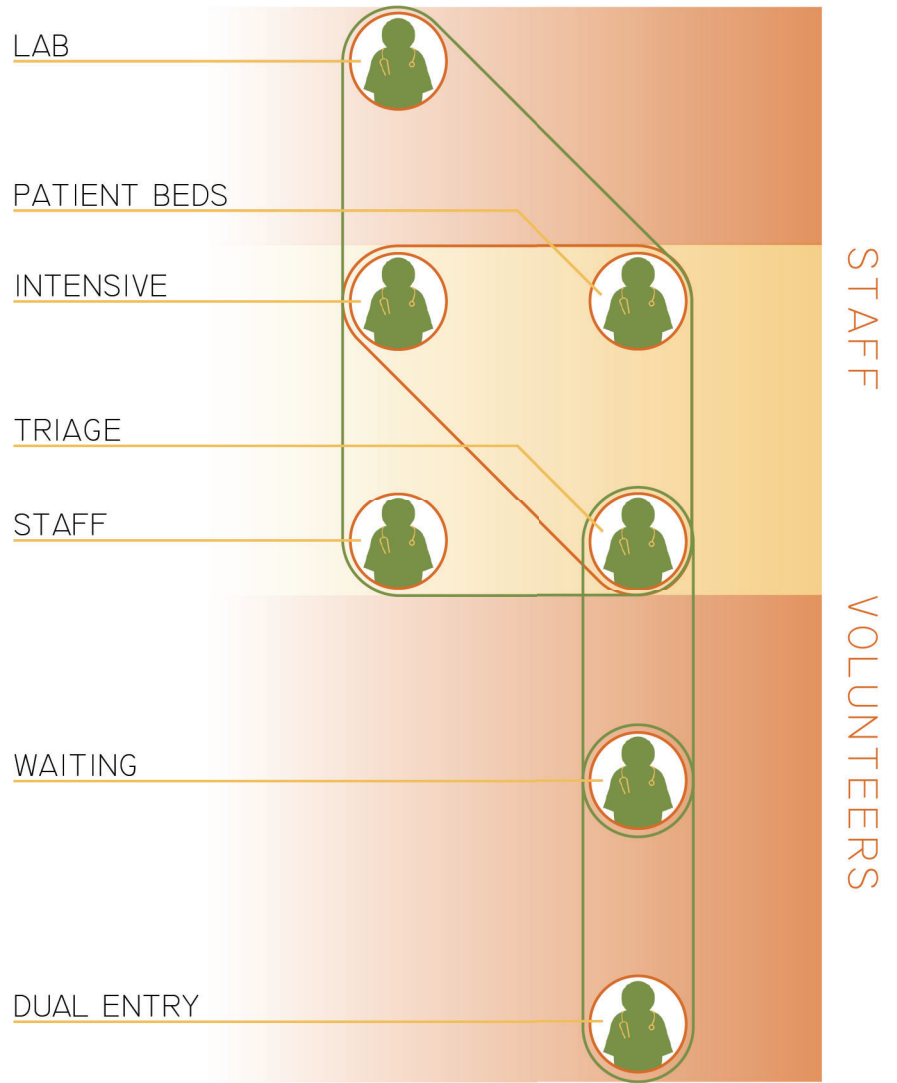 LAB
PATIENT BEDS
INTENSIVE
TRIAGE
STAFF
WAITING
DUAL ENTRY
STAFF
VOLUNTEERS